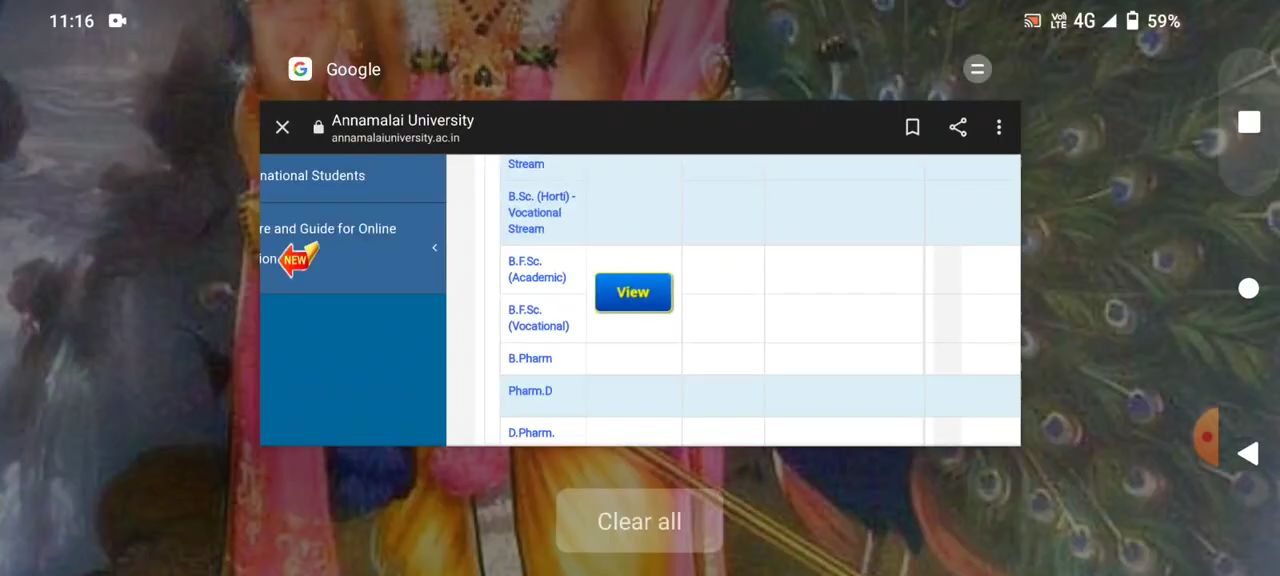 11:16
Vo)) LTE 4G 59%
Google
Annamalai University
annamalaiuniversity.ac.in
national Students
re and Guide for Online
ion NEW
Stream
B.Sc. (Horti) -
Vocational
Stream
B.F.Sc.
(Academic)
View
B.F.Sc.
(Vocational)
B.Pharm
Pharm.D
D.Pharm.
Clear all